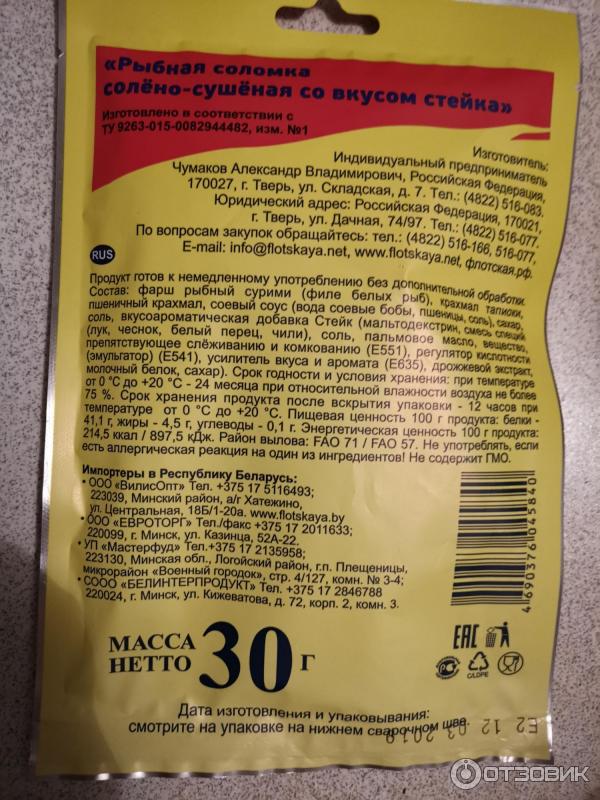 «Рыбная соломка
солёно-сушёная со вкусом стейка»
Изготовлено в соответствии с
ТУ 9263-015-0082944482, изм. №1
Изготовитель:
Индивидуальный предприниматель
Чумаков Александр Владимирович, Российская Федерация,
170027, г. Тверь, ул. Складская, д. 7. Тел.: (4822) 516-083.
Юридический адрес: Российская Федерация, 170021,
г. Тверь, ул. Дачная, 74/97. Тел.: (4822) 516-077.
По вопросам закупок обращайтесь: тел.: (4822) 516-166, 516-077,
E-mail: info@flotskaya.net, www.flotskaya.net, флотская.рф.
RUS
Продукт готов к немедленному употреблению без дополнительной обработки.
Состав: фарш рыбный сурими (филе белых рыб), крахмал тапиоки,
пшеничный крахмал, соевый соус (вода соевые бобы, пшеницы, соль), сахар,
соль, вкусоароматическая добавка Стейк (мальтодекстрин, смесь специй
(лук, чеснок, белый перец, чили), соль, пальмовое масло, вещество,
препятствующее слёживанию и комкованию (Е551), регулятор кислотности
(эмульгатор) (Е541), усилитель вкуса и аромата (Е635), дрожжевой экстракт,
молочный белок, сахар). Срок годности и условия хранения: при температуре
от 0 °С до +20 °С - 24 месяца при относительной влажности воздуха не более
75 %. Срок хранения продукта после вскрытия упаковки - 12 часов при
температуре от 0 °С до +20 °С. Пищевая ценность 100 г продукта: белки -
41,1 г, жиры - 4,5 г, углеводы - 0,1 г. Энергетическая ценность 100 г продукта:
214,5 ккал / 897,5 кДж. Район вылова: FAO 71 / FAO 57. Не употреблять, если
есть аллергическая реакция на один из ингредиентов! Не содержит ГМО.
Импортеры в Республику Беларусь:
• ООО «ВилисОпт» Тел. +375 17 5116493;
223039, Минский район, а/г Хатежино,
ул. Центральная, 18Б/1-20а. www.flotskaya.by
• ООО «ЕВРОТОРГ» Тел./факс +375 17 2011633;
220099, г. Минск, ул. Казинца, 52А-22.
• УП «Мастерфуд» Тел.+375 17 2135958;
223130, Минская обл., Логойский район, г.п. Плещеницы,
микрорайон «Военный городок», стр. 4/127, комн. № 3-4;
• СООО «БЕЛИНТЕРПРОДУКТ» Тел. +375 17 2846788
220024, г. Минск, ул. Кижеватова, д. 72, корп. 2, комн. 3.
4 690376 045840
МАССА
НЕТТО 30 г
EAC
C/LDPE
Дата изготовления и упаковывания:
смотрите на упаковке на нижнем сварочном шве.
Е2 12 03 2019
ОТЗОВИК